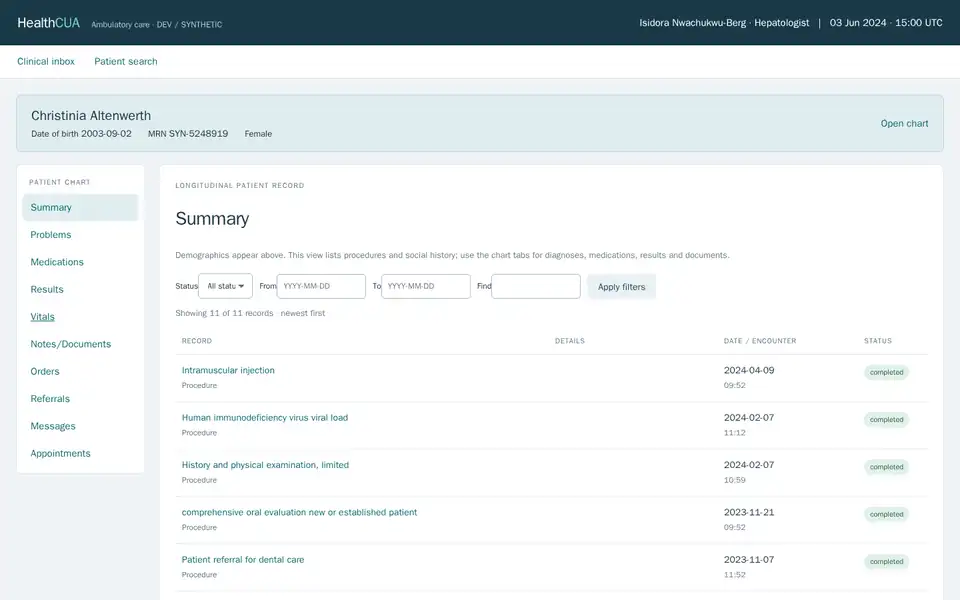 HealthCUA Ambulatory care · DEV / SYNTHETIC Isidora Nwachukwu-Berg · Hepatologist | 03 Jun 2024 · 15:00 UTC
Clinical inbox Patient search
Christinia Altenwerth
Date of birth 2003-09-02 MRN SYN-5248919 Female
Open chart
PATIENT CHART
Summary
Problems
Medications
Results
Vitals
Notes/Documents
Orders
Referrals
Messages
Appointments
LONGITUDINAL PATIENT RECORD
Summary
Demographics appear above. This view lists procedures and social history; use the chart tabs for diagnoses, medications, results and documents.
Status All statu From YYYY-MM-DD To YYYY-MM-DD Find Apply filters
Showing 11 of 11 records · newest first
RECORD DETAILS DATE / ENCOUNTER STATUS
Intramuscular injection 2024-04-09 completed
Procedure 09:52
Human immunodeficiency virus viral load 2024-02-07 completed
Procedure 11:12
History and physical examination, limited 2024-02-07 completed
Procedure 10:59
comprehensive oral evaluation new or established patient 2023-11-21 completed
Procedure 09:52
Patient referral for dental care 2023-11-07 completed
Procedure 11:52